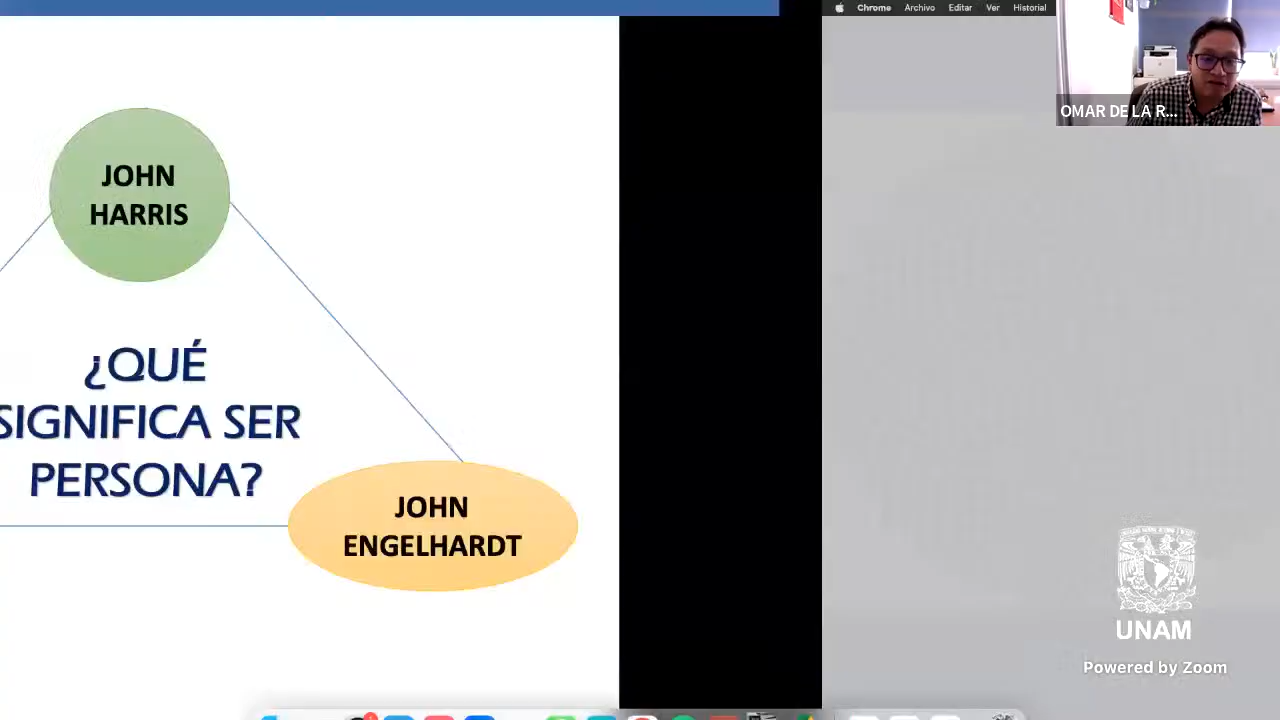 Chrome Archivo Editar Ver Historial
OMAR DE LA R...
JOHN
HARRIS
¿QUÉ
SIGNIFICA SER
PERSONA?
JOHN
ENGELHARDT
UNAM
Powered by Zoom